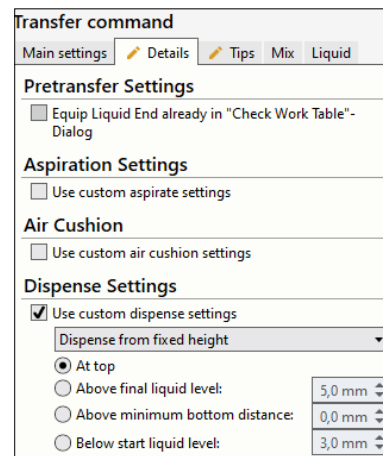 Transfer command
Main settings Details Tips Mix Liquid
Pretransfer Settings
Equip Liquid End already in "Check Work Table"-
Dialog
Aspiration Settings
Use custom aspirate settings
Air Cushion
Use custom air cushion settings
Dispense Settings
Use custom dispense settings
Dispense from fixed height
At top
Above final liquid level: 5,0 mm
Above minimum bottom distance: 0,0 mm
Below start liquid level: 3,0 mm